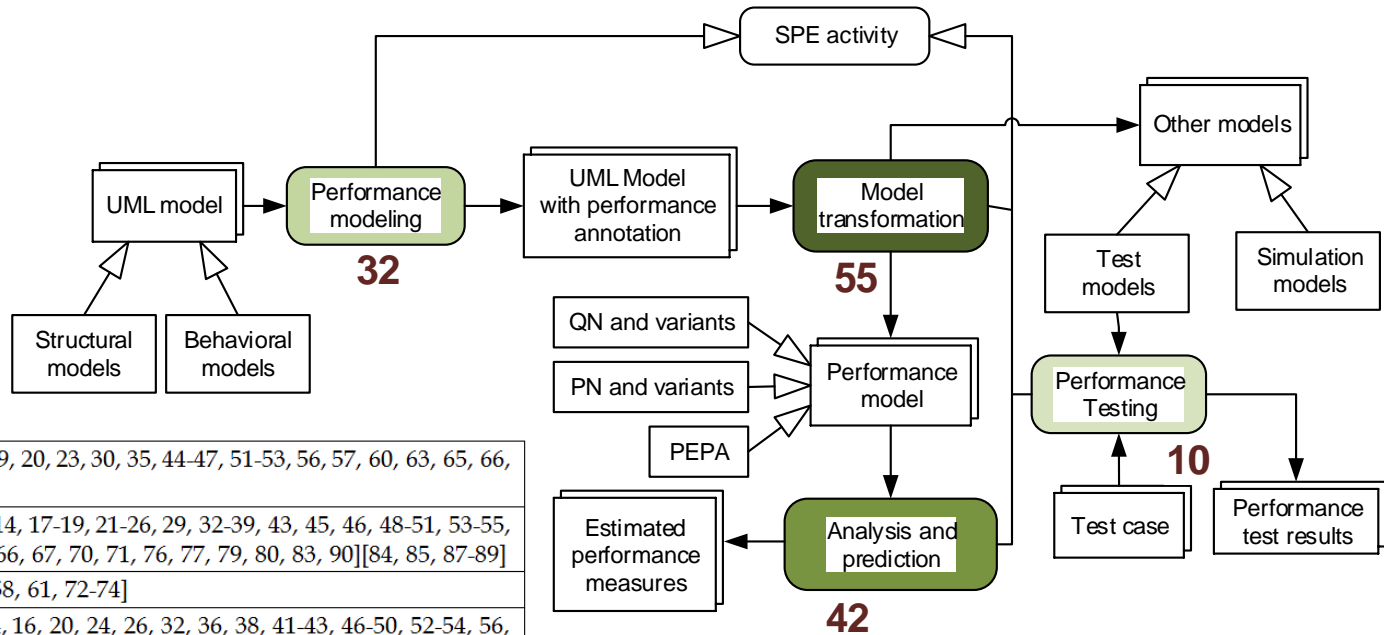 SPE activity
Other models
UML model
Performance
modeling
32
UML Model
with performance
annotation
Model
transformation
55
Test
models
Simulation
models
Structural
models
Behavioral
models
QN and variants
PN and variants
PEPA
Performance
model
Performance
Testing
10
Estimated
performance
measures
Analysis and
prediction
42
Test case
Performance
test results
9, 20, 23, 30, 35, 44-47, 51-53, 56, 57, 60, 63, 65, 66,
14, 17-19, 21-26, 29, 32-39, 43, 45, 46, 48-51, 53-55,
66, 67, 70, 71, 76, 77, 79, 80, 83, 90][84, 85, 87-89]
58, 61, 72-74]
16, 20, 24, 26, 32, 36, 38, 41-43, 46-50, 52-54, 56,